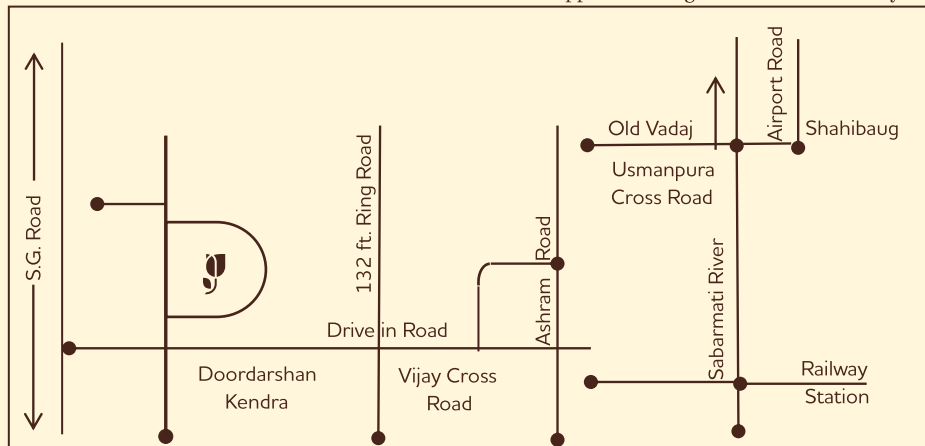 S.G. Road
132 ft. Ring Road
Ashram Road
Old Vadaj
Airport Road
Shahibaug
Usmanpura
Cross Road
Sabarmati River
Drive in Road
Doordarshan
Kendra
Vijay Cross
Road
Railway
Station